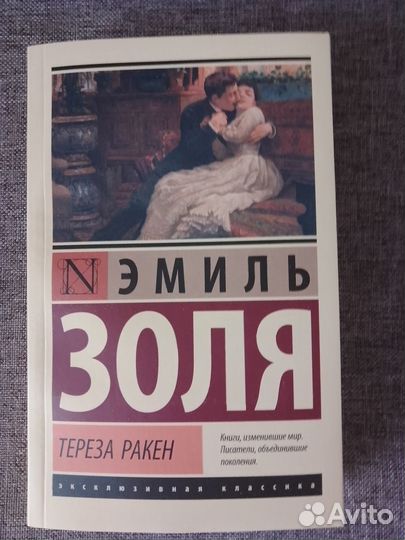 N ЭМИЛЬ
ЗОЛЯ
ТЕРЕЗА РАКЕН
Книги, изменившие мир.
Писатели, объединившие
поколения.
эксклюзивная классика
Avito